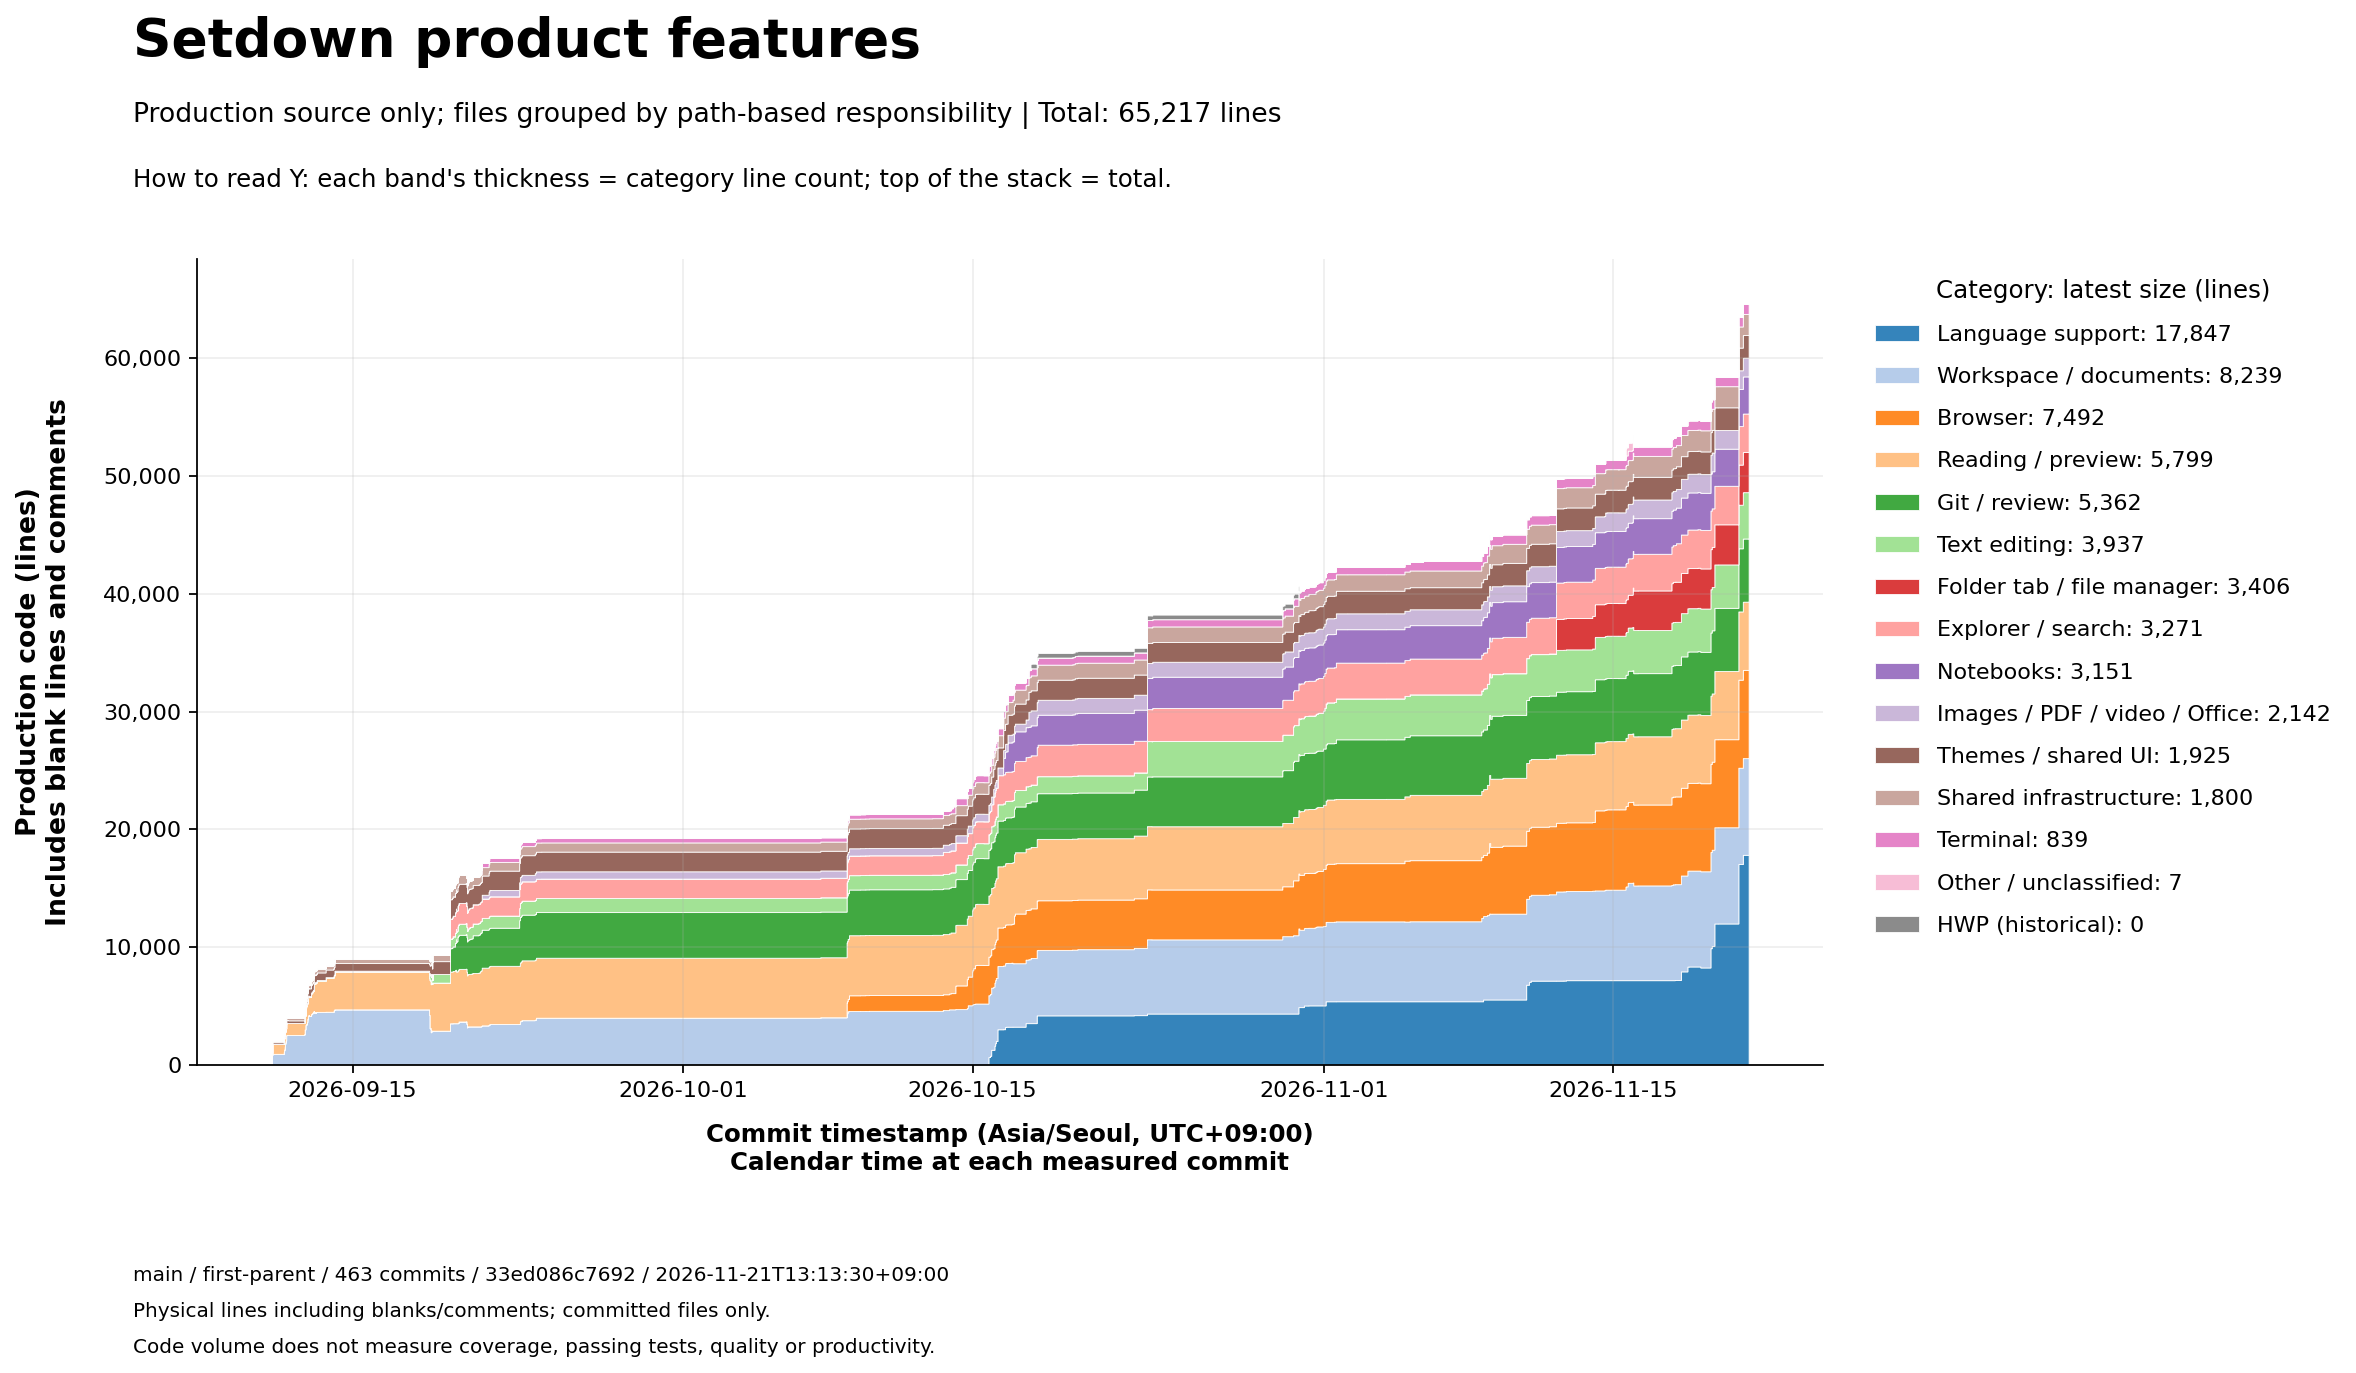 Setdown product features
Production source only; files grouped by path-based responsibility | Total: 65,217 lines
How to read Y: each band's thickness = category line count; top of the stack = total.
Production code (lines)
Includes blank lines and comments
60,000
50,000
40,000
30,000
20,000
10,000
0
2026-09-15
2026-10-01
2026-10-15
2026-11-01
2026-11-15
Commit timestamp (Asia/Seoul, UTC+09:00)
Calendar time at each measured commit
Category: latest size (lines)
Language support: 17,847
Workspace / documents: 8,239
Browser: 7,492
Reading / preview: 5,799
Git / review: 5,362
Text editing: 3,937
Folder tab / file manager: 3,406
Explorer / search: 3,271
Notebooks: 3,151
Images / PDF / video / Office: 2,142
Themes / shared UI: 1,925
Shared infrastructure: 1,800
Terminal: 839
Other / unclassified: 7
HWP (historical): 0
main / first-parent / 463 commits / 33ed086c7692 / 2026-11-21T13:13:30+09:00
Physical lines including blanks/comments; committed files only.
Code volume does not measure coverage, passing tests, quality or productivity.